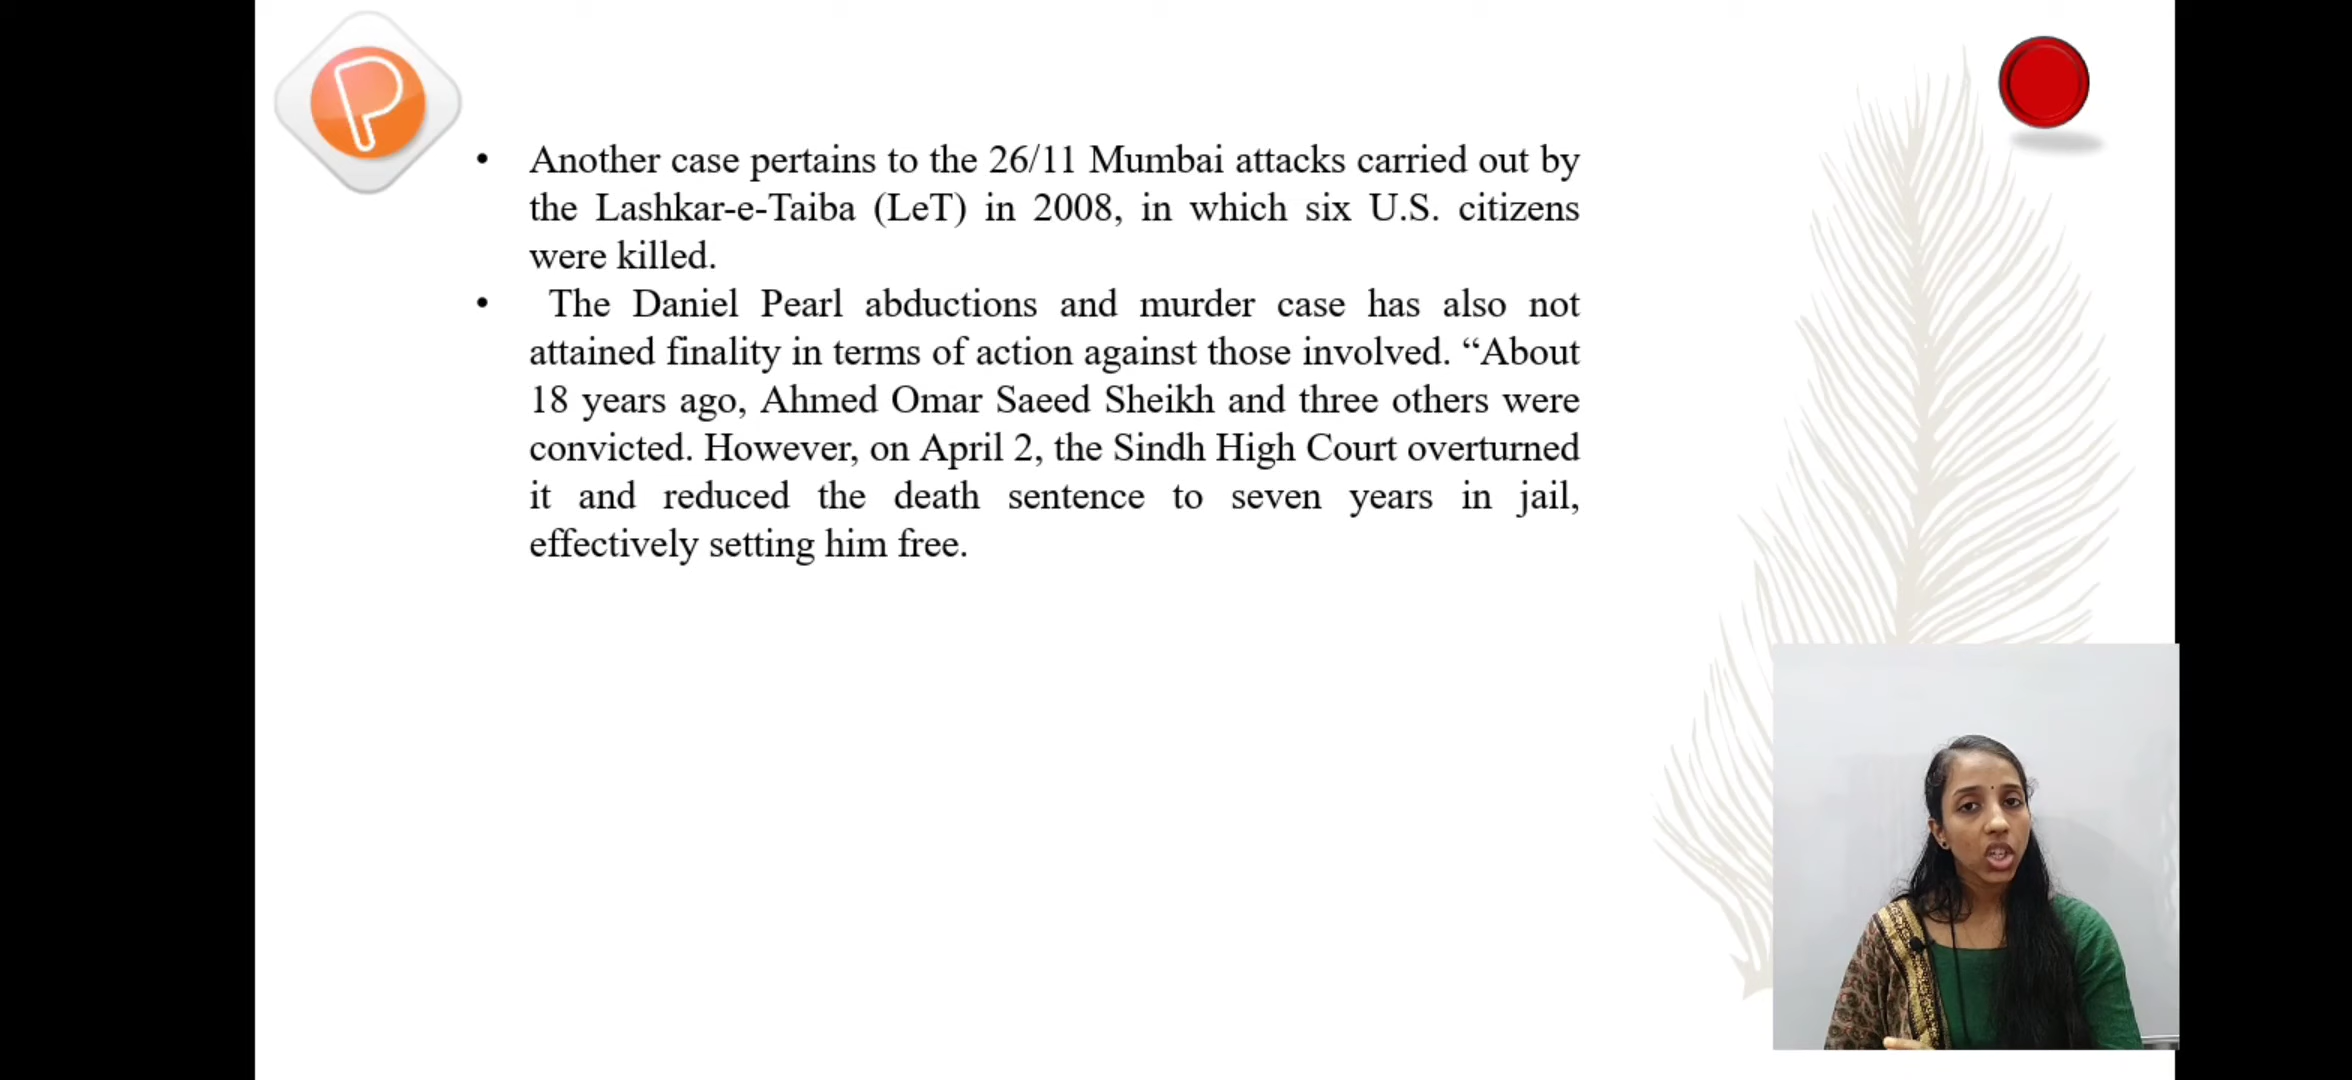 • Another case pertains to the 26/11 Mumbai attacks carried out by
the Lashkar-e-Taiba (LeT) in 2008, in which six U.S. citizens
were killed.
• The Daniel Pearl abductions and murder case has also not
attained finality in terms of action against those involved. “About
18 years ago, Ahmed Omar Saeed Sheikh and three others were
convicted. However, on April 2, the Sindh High Court overturned
it and reduced the death sentence to seven years in jail,
effectively setting him free.